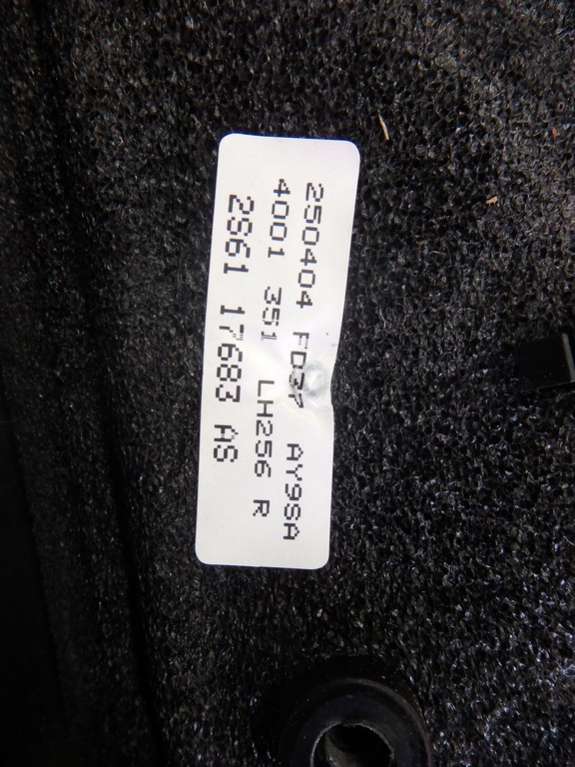 250404 FD37 AY9SA
4001 351 LH256 R
2S61 17683 AS